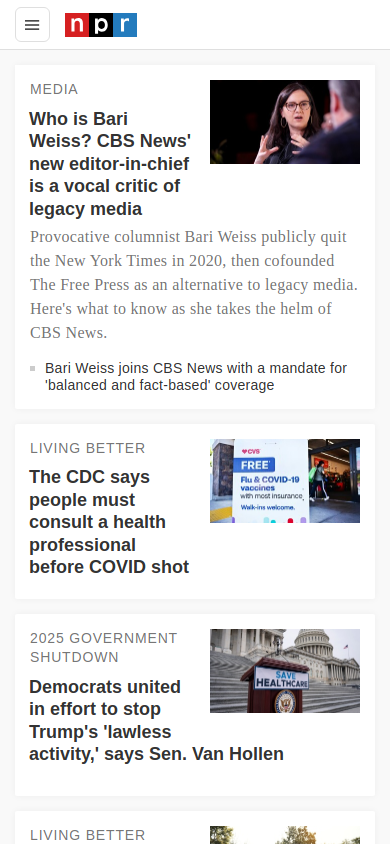 npr
MEDIA
Who is Bari
Weiss? CBS News'
new editor-in-chief
is a vocal critic of
legacy media
Provocative columnist Bari Weiss publicly quit
the New York Times in 2020, then cofounded
The Free Press as an alternative to legacy media.
Here's what to know as she takes the helm of
CBS News.
Bari Weiss joins CBS News with a mandate for
'balanced and fact-based' coverage
LIVING BETTER
The CDC says
people must
consult a health
professional
before COVID shot
CVS
FREE
Flu & COVID-19
vaccines
with most insurance
Walk-ins welcome.
2025 GOVERNMENT
SHUTDOWN
Democrats united
in effort to stop
Trump's 'lawless
activity,' says Sen. Van Hollen
SAVE
HEALTHCARE
LIVING BETTER